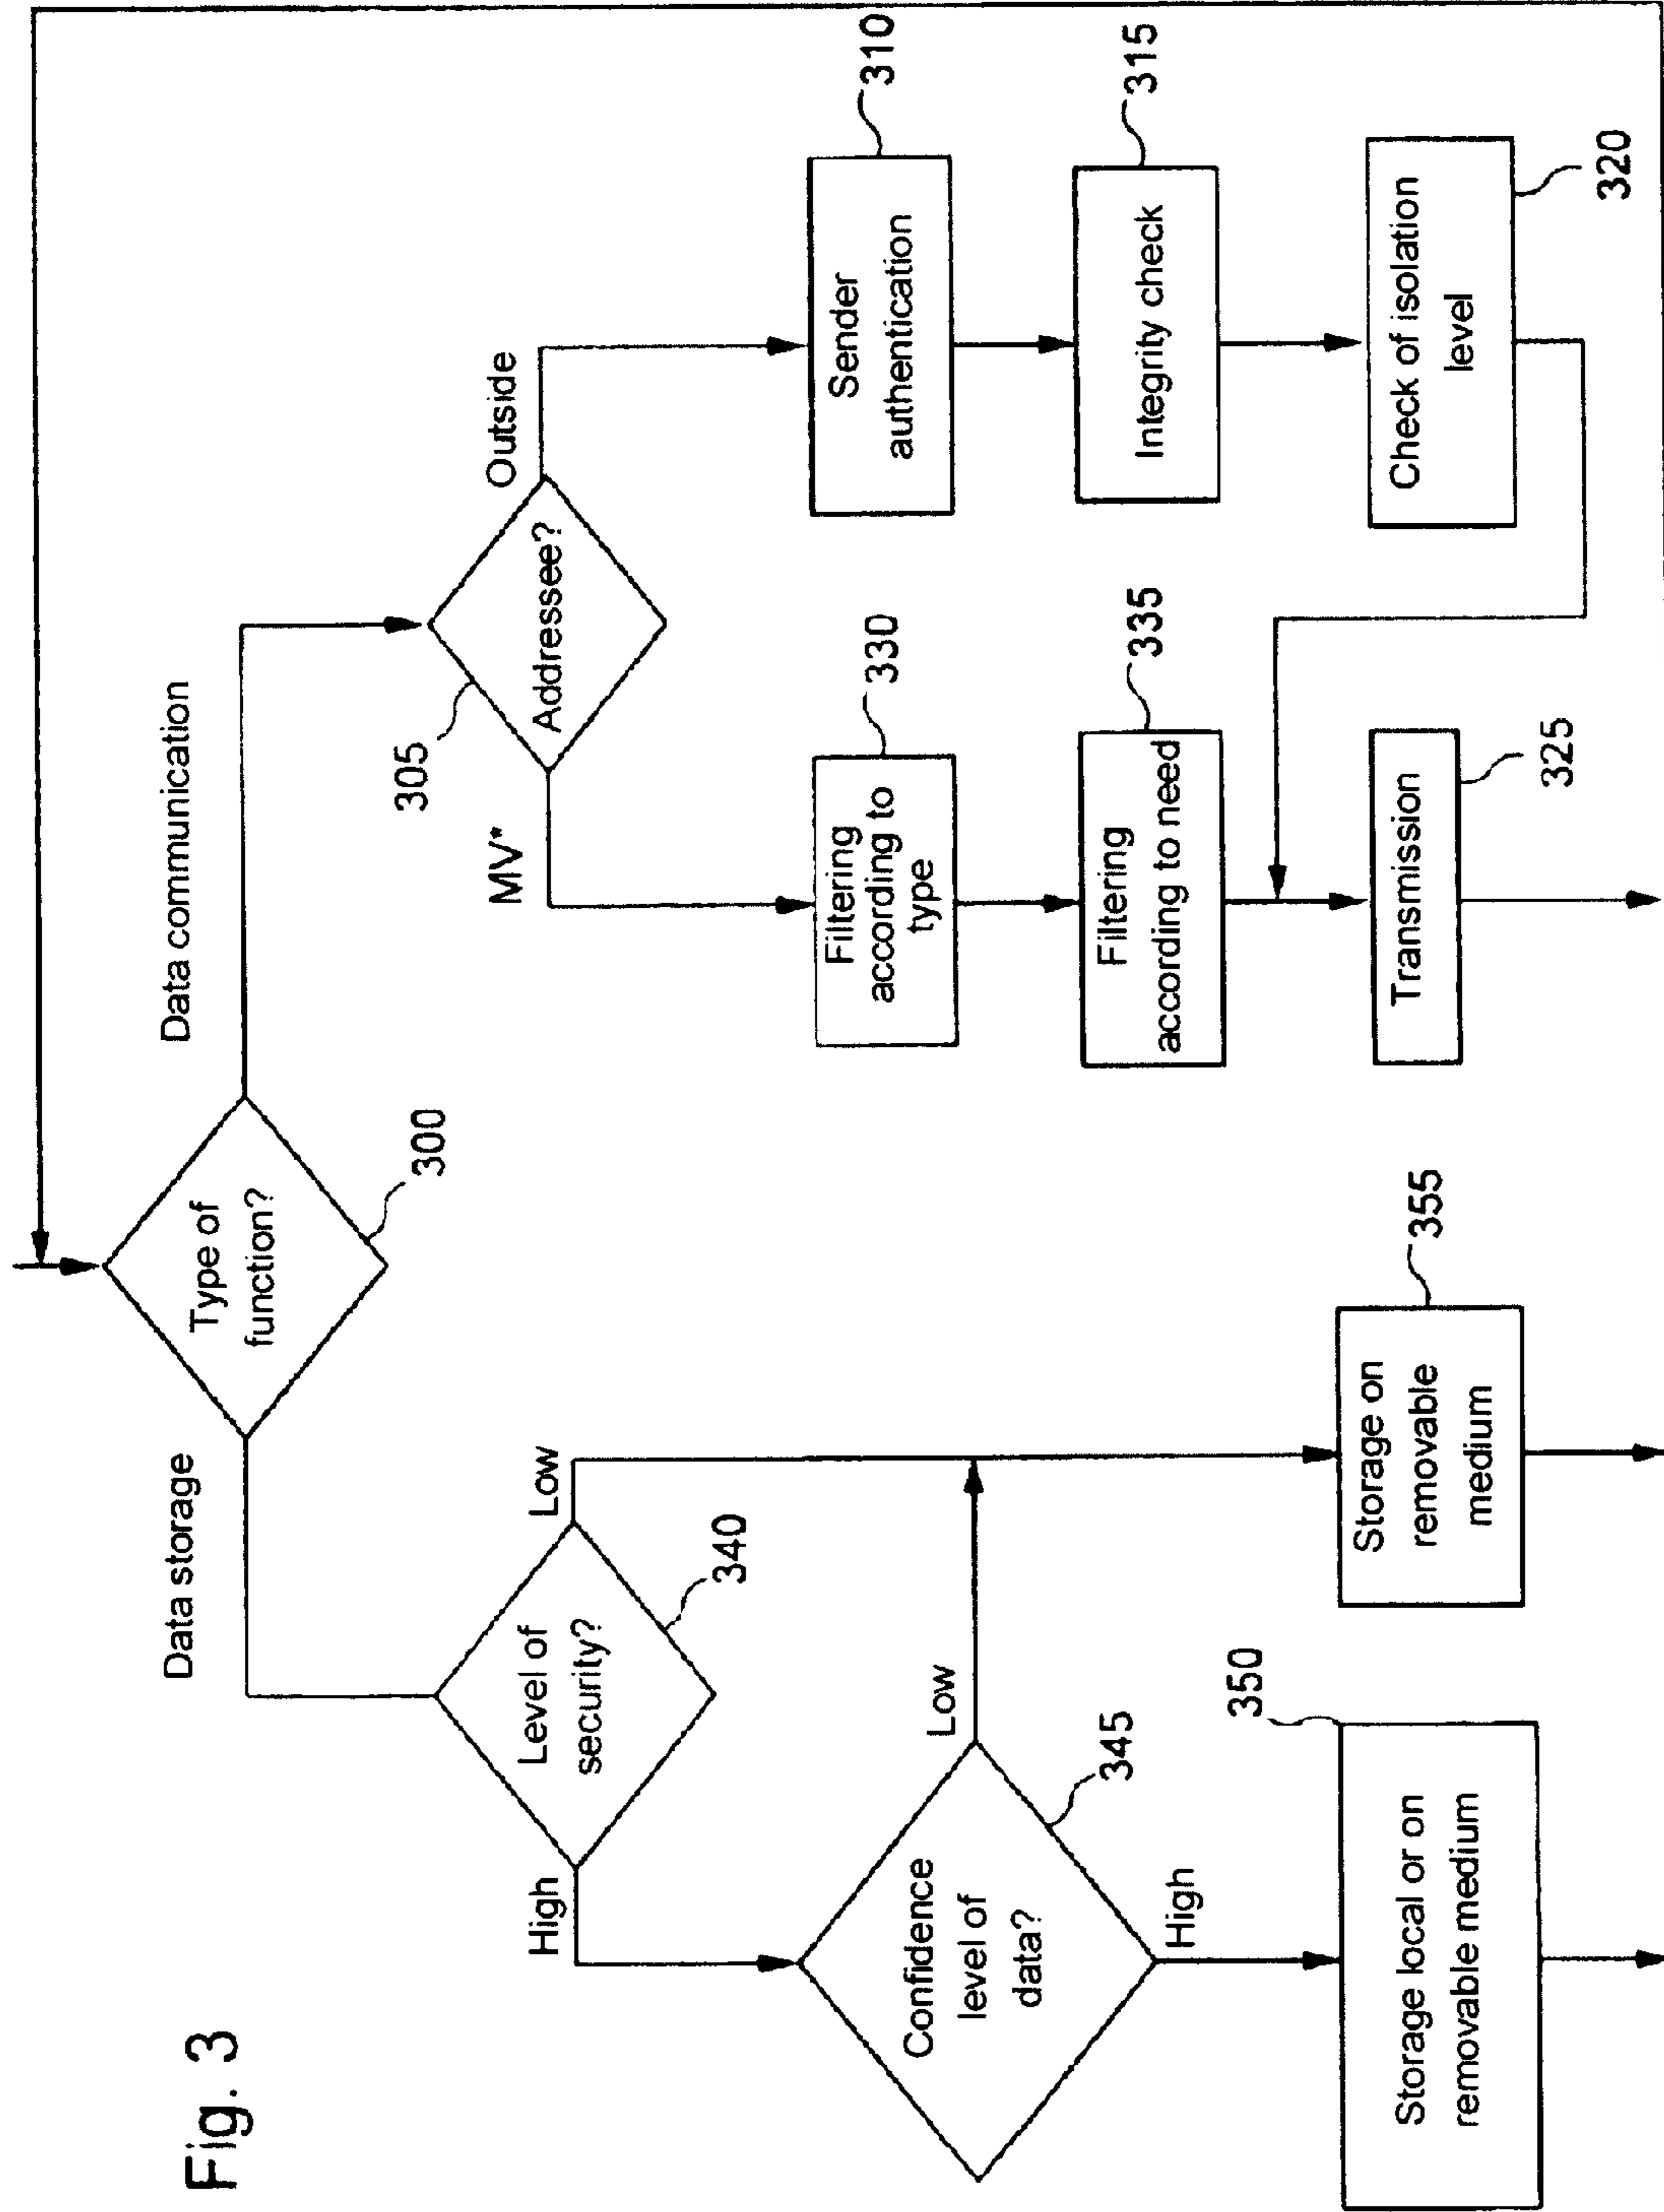 Fig. 3
Type of
function?
300
Data storage
Data communication
Level of
security?
340
High
Low
Confidence
level of
data?
345
Low
High
Storage local or on
removable medium
350
Storage on
removable
medium
355
Addressee?
305
MV*
Outside
Filtering
according to
type
330
Filtering
according to need
335
Transmission
325
Sender
authentication
310
Integrity check
315
Check of isolation
level
320